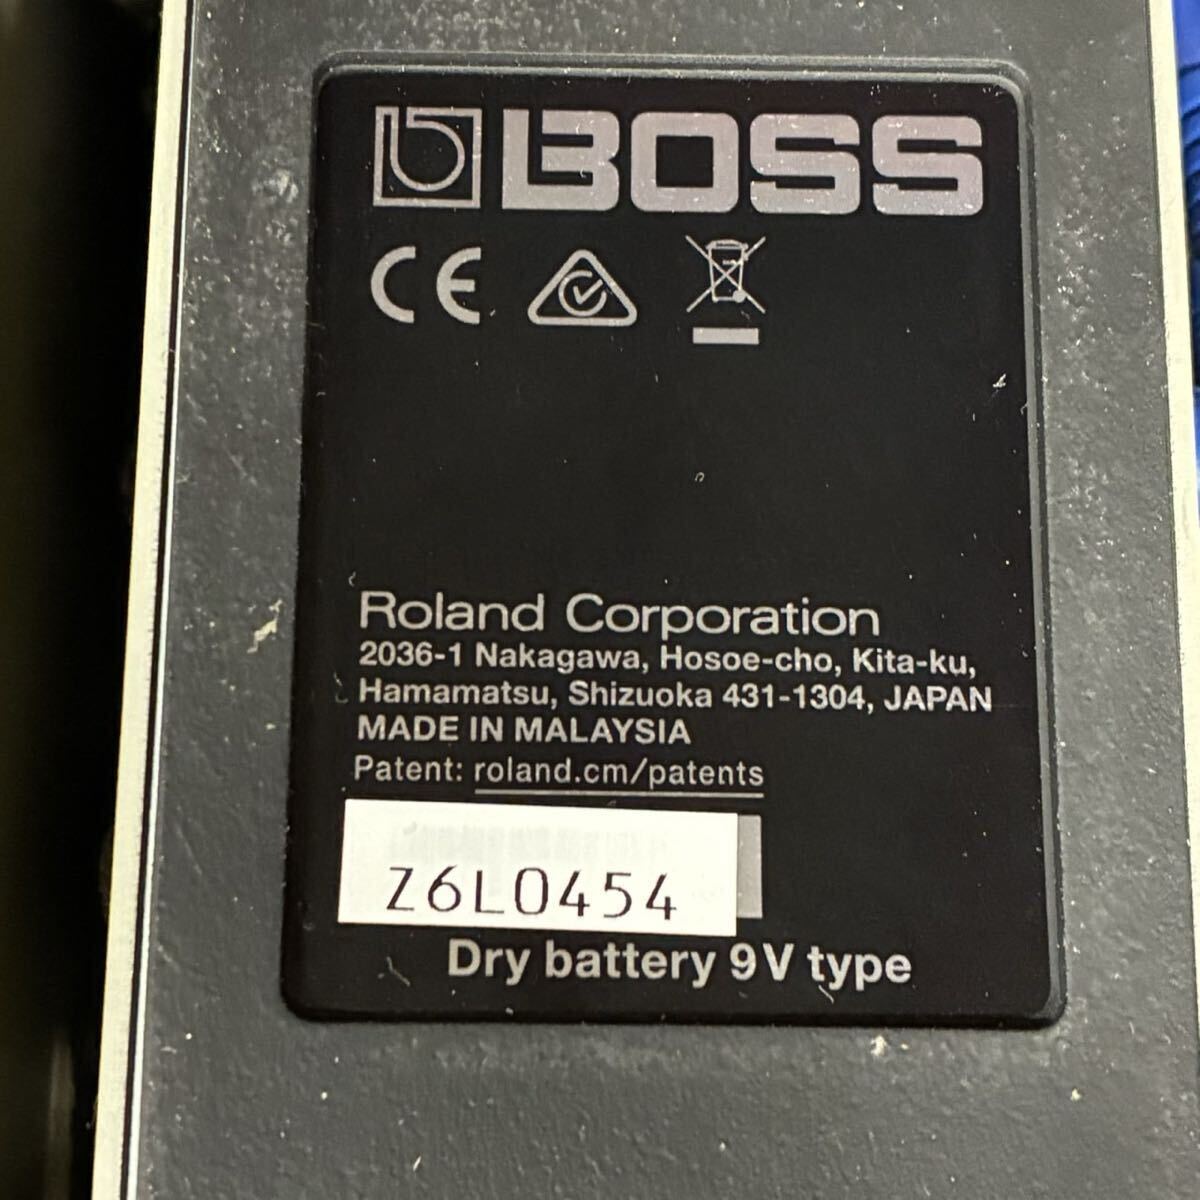 BOSS
CE
Roland Corporation
2036-1 Nakagawa, Hosoe-cho, Kita-ku,
Hamamatsu, Shizuoka 431-1304, JAPAN
MADE IN MALAYSIA
Patent: roland.cm/patents
Z6L0454
Dry battery 9V type